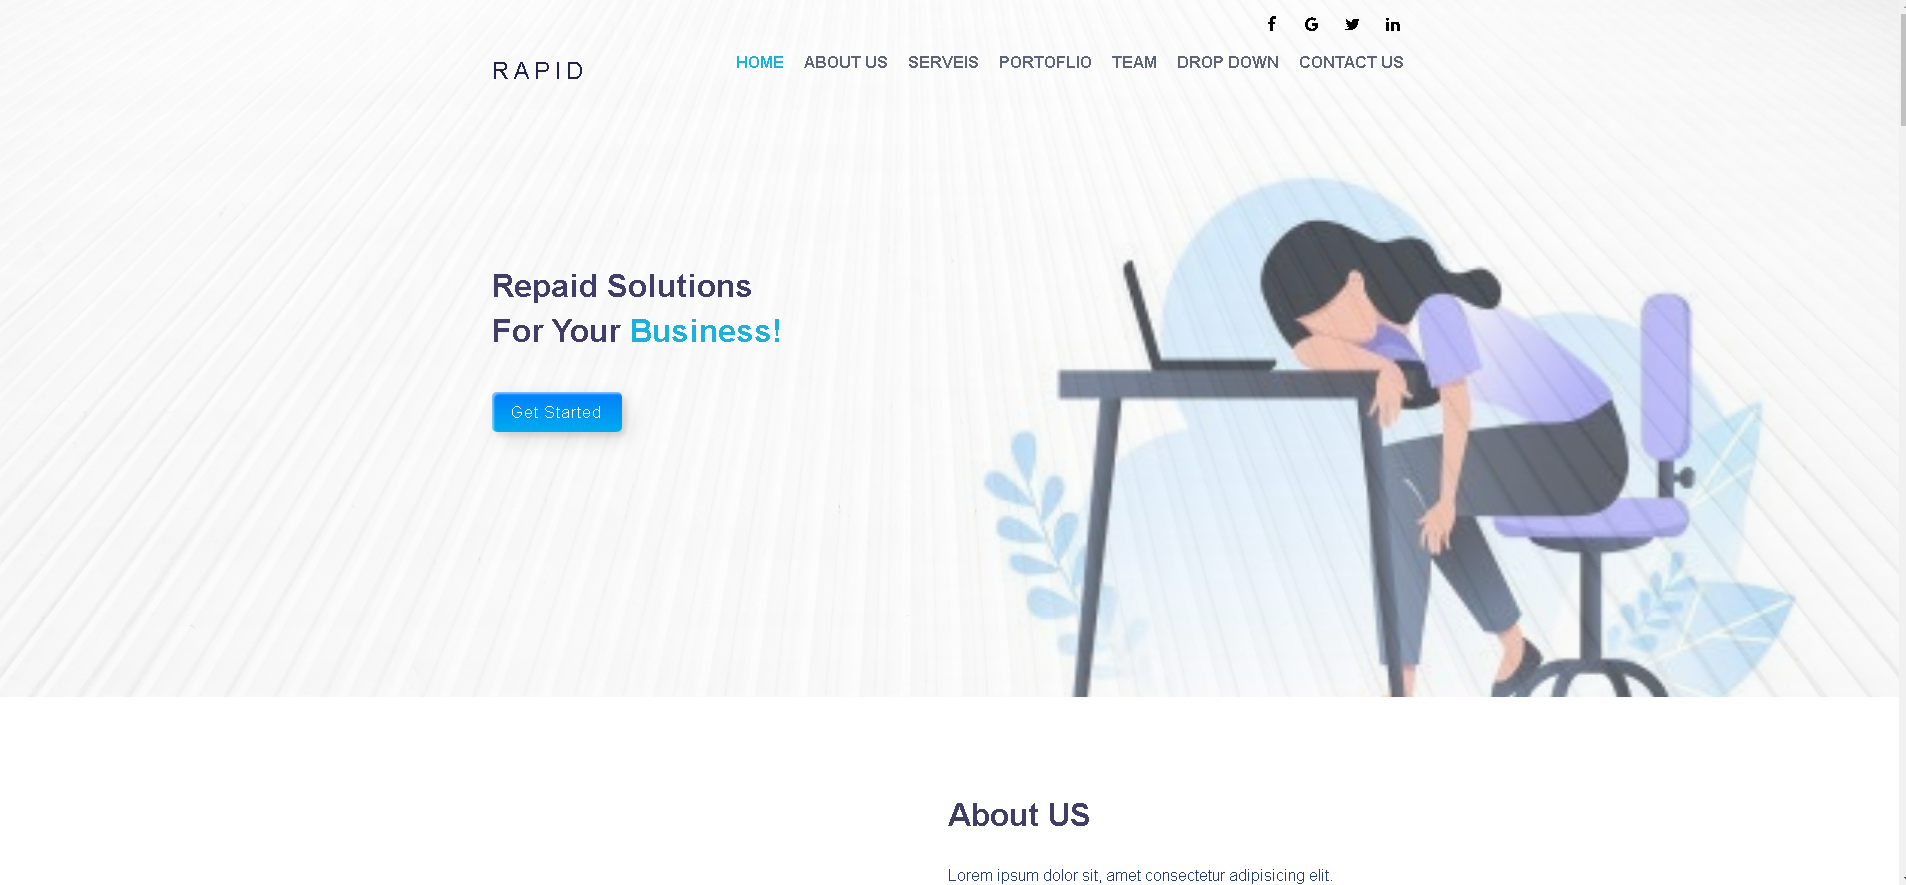 RAPID
HOME ABOUT US SERVEIS PORTOFLIO TEAM DROP DOWN CONTACT US
Repaid Solutions
For Your Business!
Get Started
About US
Lorem ipsum dolor sit, amet consectetur adipisicing elit.